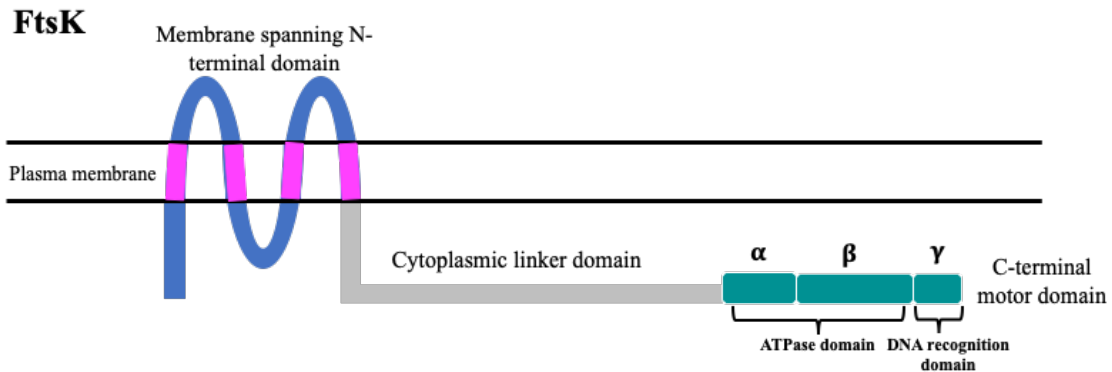 FtsK
Membrane spanning N-
terminal domain
Plasma membrane
Cytoplasmic linker domain
α β γ
C-terminal
motor domain
ATPase domain
DNA recognition
domain